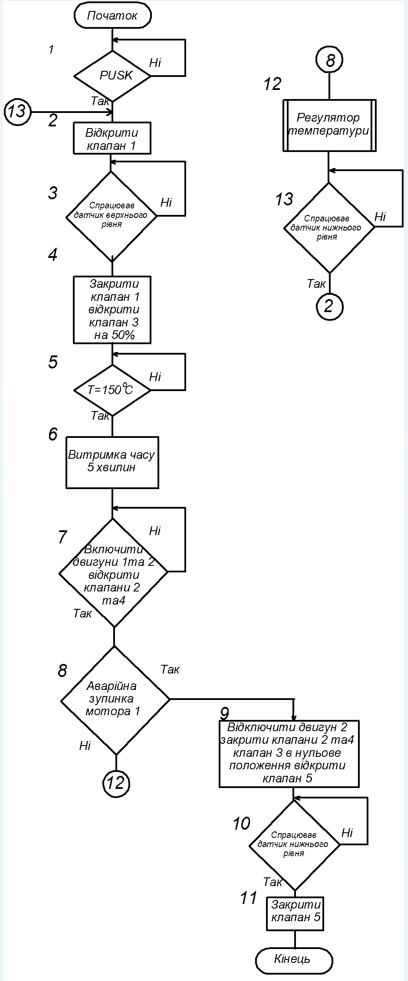 Початок
1
PUSK
Ні
Так
13
2
Відкрити
клапан 1
3
Спрацював
датчик верхнього
рівня
Ні
4
Закрити
клапан 1
відкрити
клапан 3
на 50%
5
T=150⁰C
Ні
Так
6
Витримка часу
5 хвилин
7
Ні
Включити
двигуни 1та 2
відкрити
клапани 2
та4
Так
8
Аварійна
зупинка
мотора 1
Так
Ні
12
9
Відключити двигун 2
закрити клапани 2 та4
клапан 3 в нульове
положення відкрити
клапан 5
10
Спрацював
датчик нижнього
рівня
Ні
Так
11
Закрити
клапан 5
Кінець
8
12
Регулятор
температури
13
Спрацював
датчик нижнього
рівня
Ні
Так
2